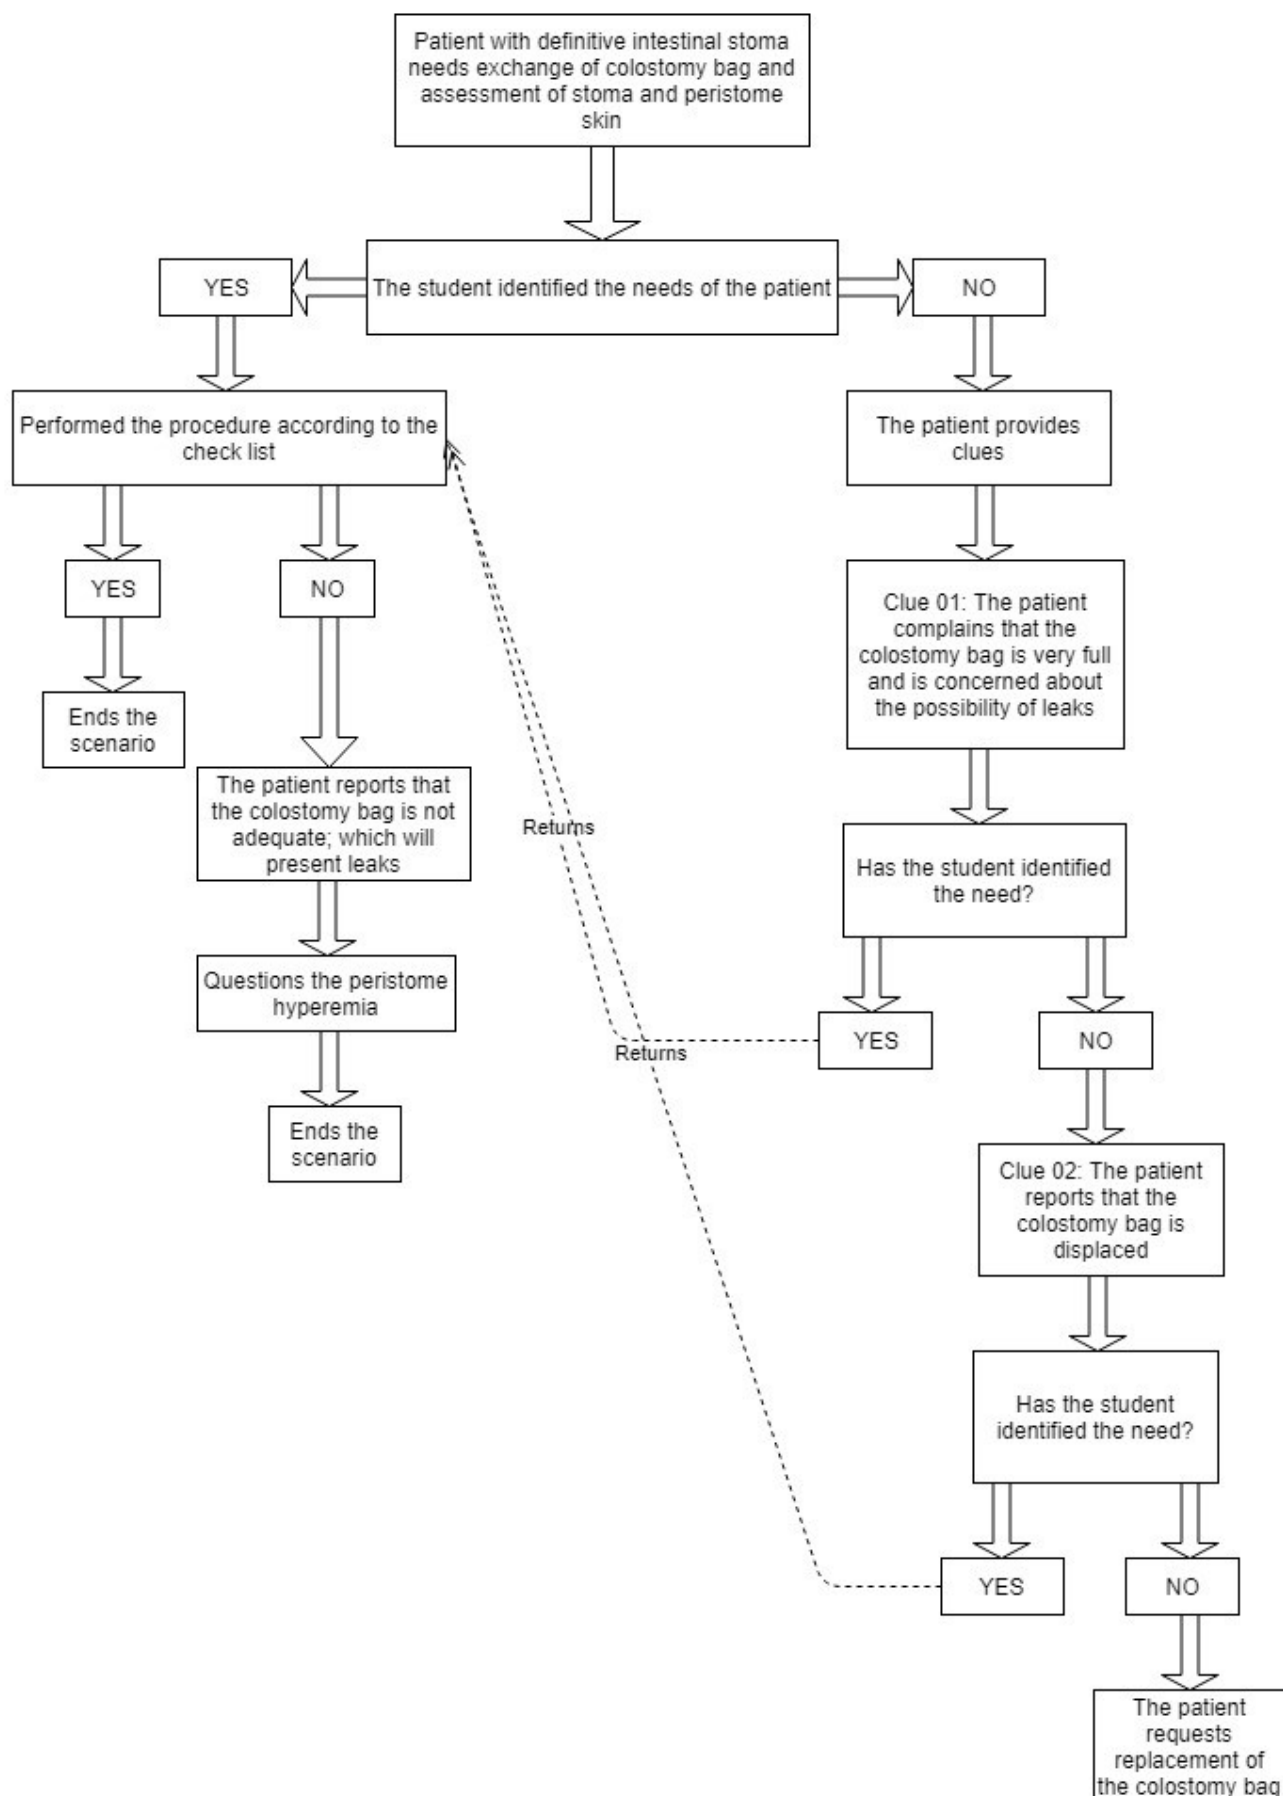 Patient with definitive intestinal stoma
needs exchange of colostomy bag and
assessment of stoma and peristome
skin
YES
The student identified the needs of the patient
NO
Performed the procedure according to the
check list
The patient provides
clues
YES
NO
Clue 01: The patient
complains that the
colostomy bag is very full
and is concerned about
the possibility of leaks
Ends the
scenario
The patient reports that
the colostomy bag is not
adequate; which will
present leaks
Returns
Has the student identified
the need?
Questions the peristome
hyperemia
YES
NO
Returns
Ends the
scenario
Clue 02: The patient
reports that the
colostomy bag is
displaced
Has the student
identified the need?
YES
NO
The patient
requests
replacement of
the colostomy bag